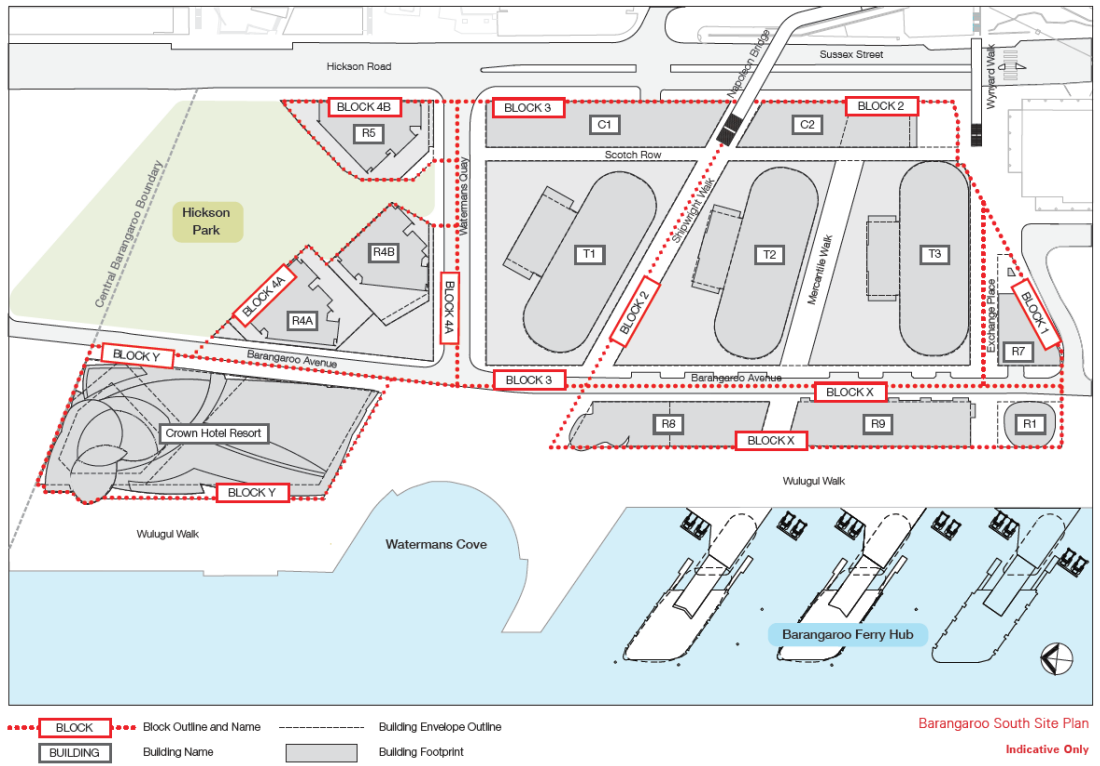 Hickson Road
Sussex Street
Napoleon Bridge
Wynyard Walk
BLOCK 4B
R5
BLOCK 3
C1
C2
BLOCK 2
Scotch Row
Watermans Quay
Central Barangaroo Boundary
Hickson
Park
R4B
BLOCK 4A
R4A
BLOCK 4A
T1
Shipwright Walk
BLOCK 2
T2
Mercantile Walk
T3
Exchange Place
BLOCK 1
R7
BLOCK Y
Barangaroo Avenue
BLOCK 3
Barangaroo Avenue
BLOCK X
Crown Hotel Resort
R8
BLOCK X
R9
R1
BLOCK Y
Wulugul Walk
Wulugul Walk
Watermans Cove
Barangaroo Ferry Hub
BLOCK
Block Outline and Name
Building Envelope Outline
BUILDING
Building Name
Building Footprint
Barangaroo South Site Plan
Indicative Only